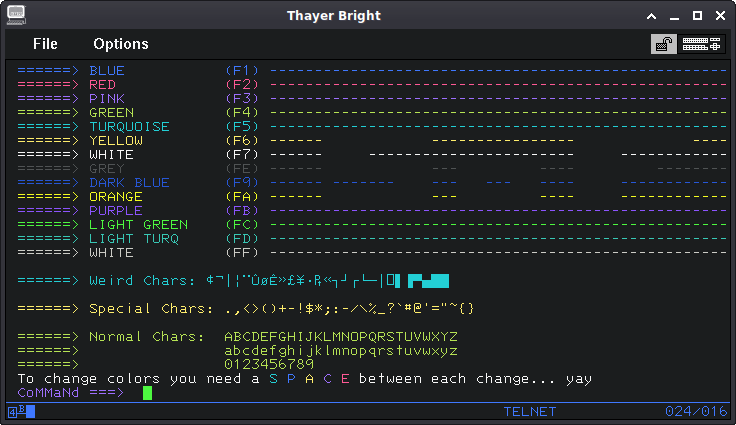 Thayer Bright
File Options
======> BLUE (F1) ------------------------------------------------------
======> RED (F2) ------------------------------------------------------
======> PINK (F3) ------------------------------------------------------
======> GREEN (F4) ------------------------------------------------------
======> TURQUOISE (F5) ------------------------------------------------------
======> YELLOW (F6) ------ ---------------- ----
======> WHITE (F7) ------ ---------------- ------------
======> GREY (FE) --- ---- ------------
======> DARK BLUE (F9) ------ ------- --- --- ---- ------------
======> ORANGE (FA) ------------------- --- ---- ------------
======> PURPLE (FB) ------------------------------------------------------
======> LIGHT GREEN (FC) ------------------------------------------------------
======> LIGHT TURQ (FD) ------------------------------------------------------
======> WHITE (FF)
======> Weird Chars: ¢¬|¦¨ÛøÊ»£¥·₧«┐┘┌└─│
======> Special Chars: .,<>()+-!$*;:-/\%_?`#@'="~{}
======> Normal Chars: ABCDEFGHIJKLMNOPQRSTUVWXYZ
======> abcdefghijklmnopqrstuvwxyz
======> 0123456789
To change colors you need a S P A C E between each change... yay
CoMMaNd ===>
4 B TELNET 024/016